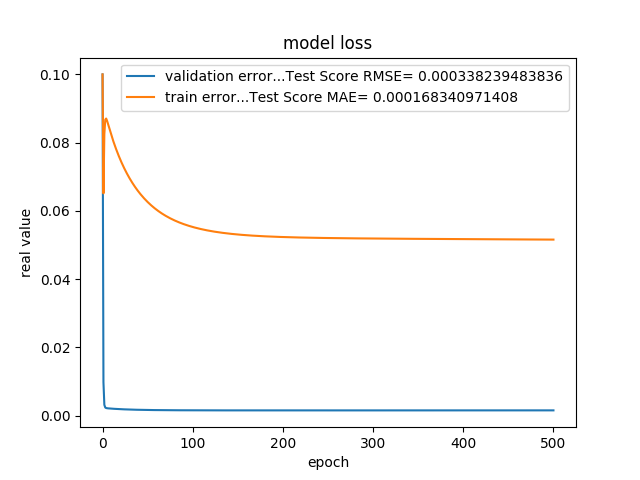 model loss
validation error...Test Score RMSE= 0.000338239483836
train error...Test Score MAE= 0.000168340971408
real value
0.10
0.08
0.06
0.04
0.02
0.00
0 100 200 300 400 500
epoch